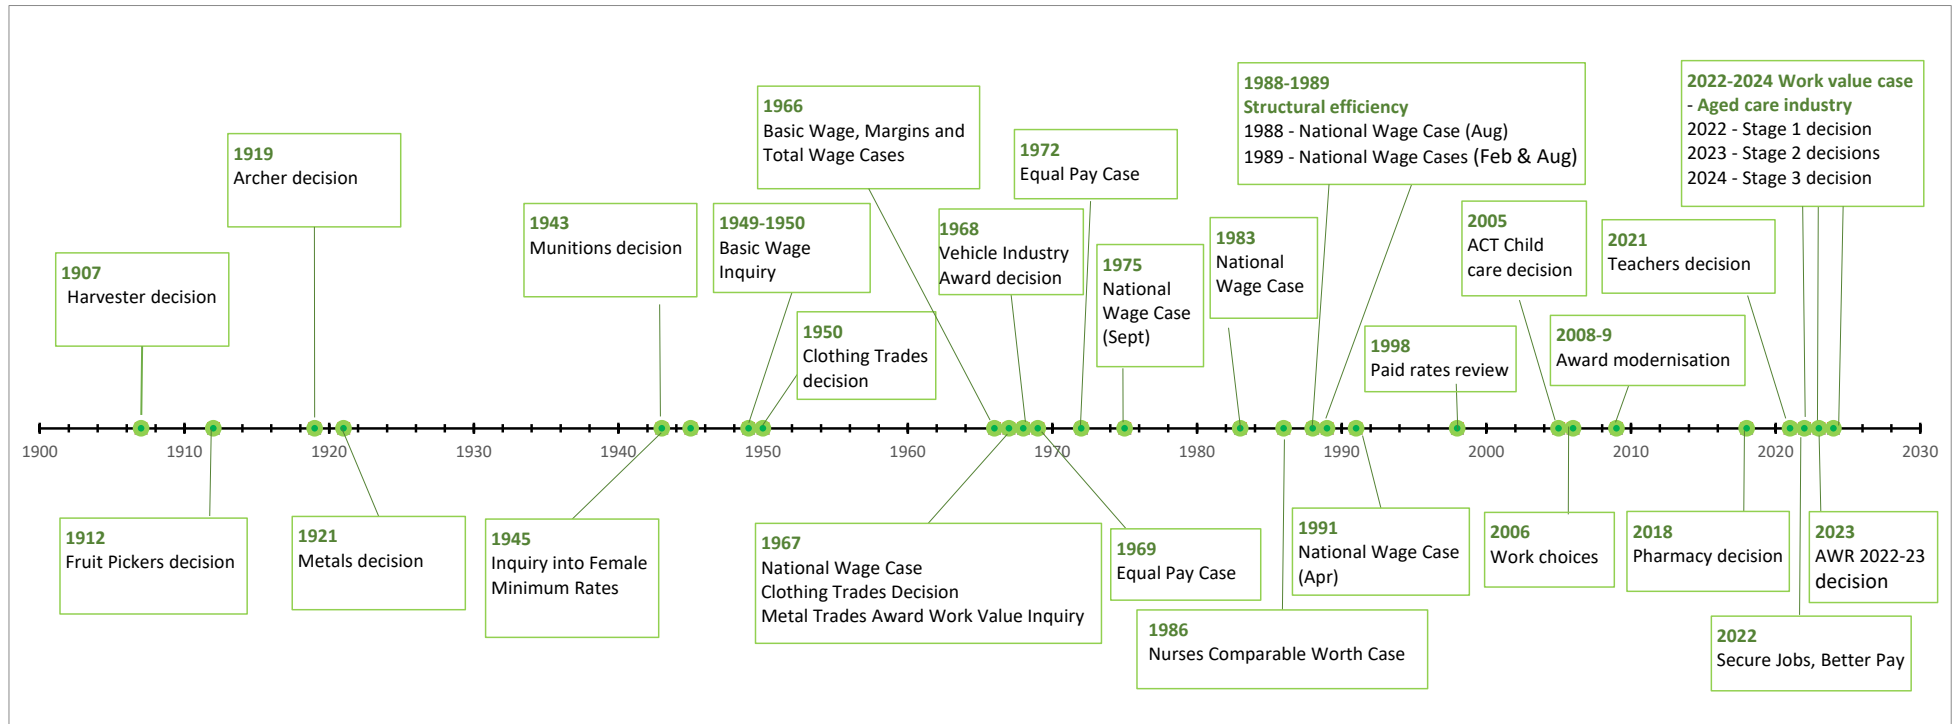 1907
Harvester decision
1919
Archer decision
1943
Munitions decision
1949-1950
Basic Wage
Inquiry
1950
Clothing Trades
decision
1966
Basic Wage, Margins and
Total Wage Cases
1968
Vehicle Industry
Award decision
1972
Equal Pay Case
1975
National
Wage Case
(Sept)
1983
National
Wage Case
1988-1989
Structural efficiency
1988 - National Wage Case (Aug)
1989 - National Wage Cases (Feb & Aug)
1998
Paid rates review
2005
ACT Child
care decision
2008-9
Award modernisation
2021
Teachers decision
2022-2024 Work value case
- Aged care industry
2022 - Stage 1 decision
2023 - Stage 2 decisions
2024 - Stage 3 decision
1900 1910 1920 1930 1940 1950 1960 1970 1980 1990 2000 2010 2020 2030
1912
Fruit Pickers decision
1921
Metals decision
1945
Inquiry into Female
Minimum Rates
1967
National Wage Case
Clothing Trades Decision
Metal Trades Award Work Value Inquiry
1969
Equal Pay Case
1986
Nurses Comparable Worth Case
1991
National Wage Case
(Apr)
2006
Work choices
2018
Pharmacy decision
2023
AWR 2022-23
decision
2022
Secure Jobs, Better Pay